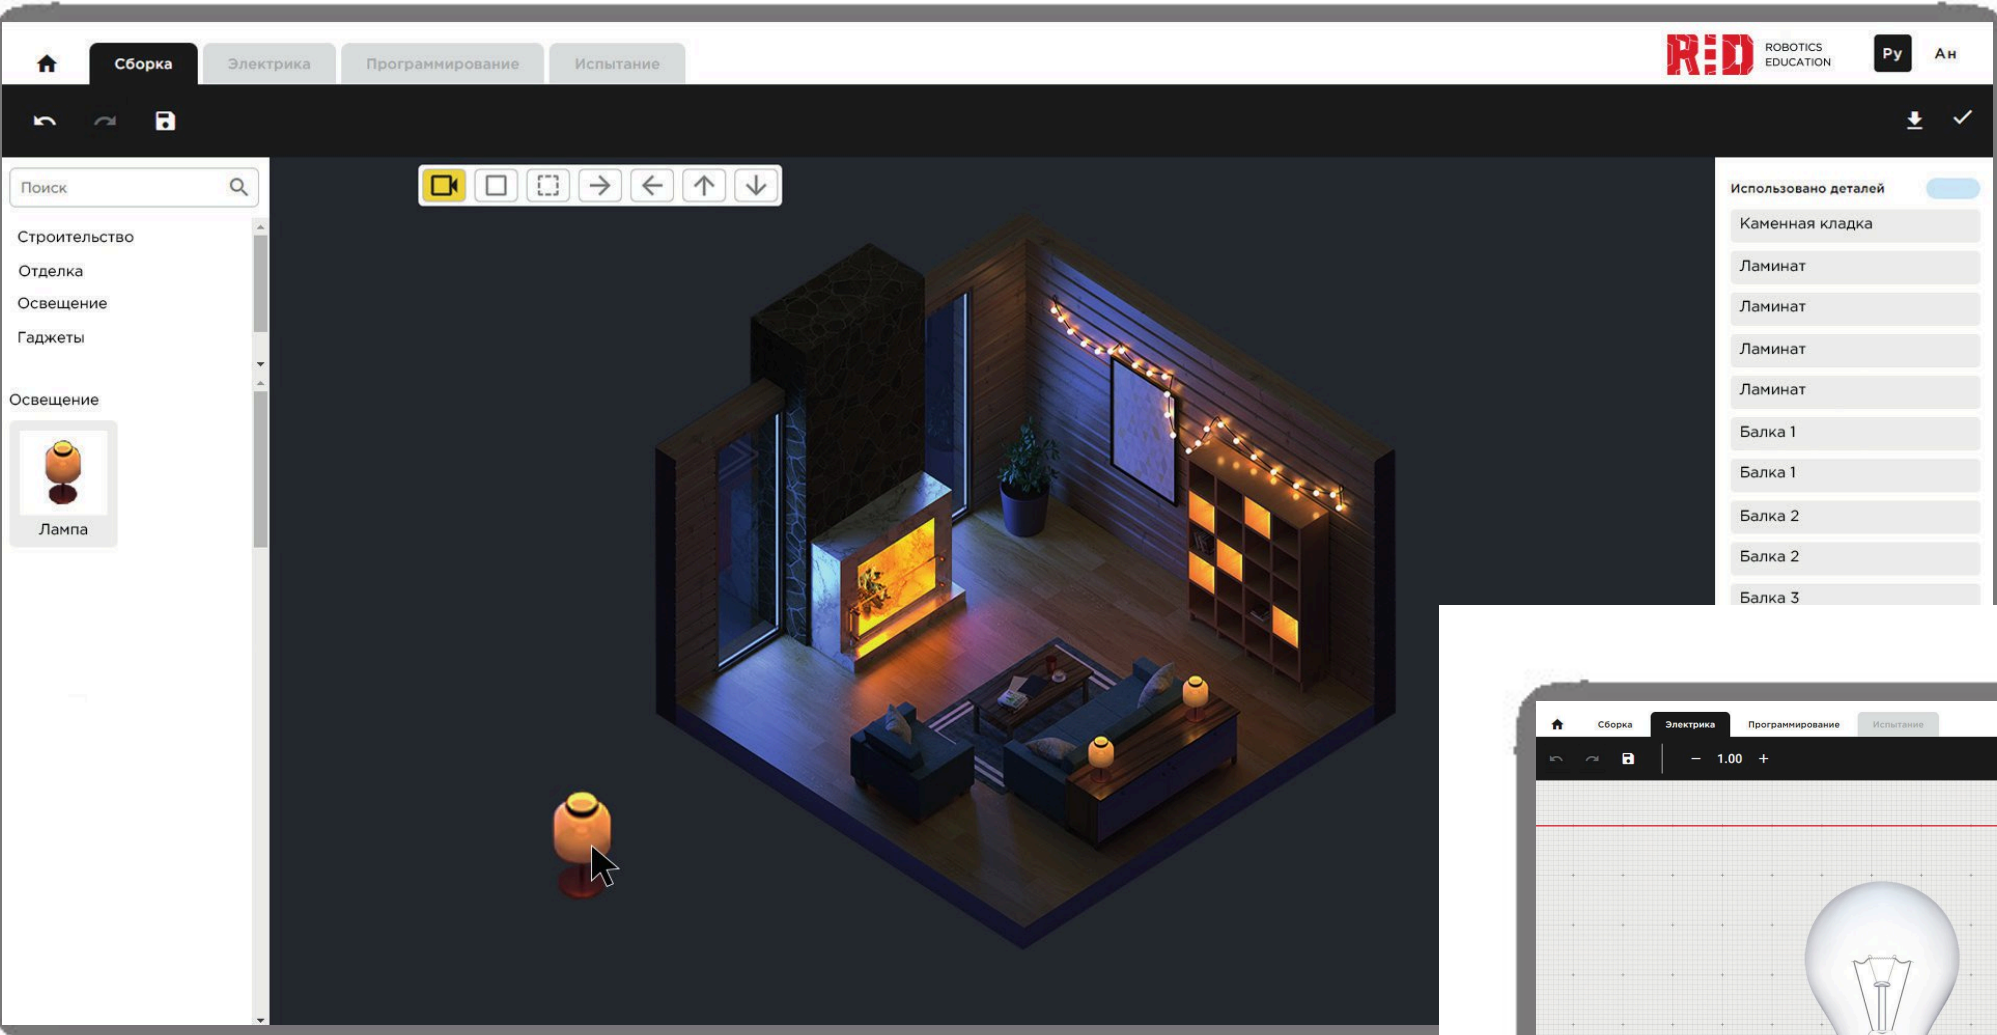 Сборка
Электрика
Программирование
Испытание
RED
ROBOTICS
EDUCATION
Ру
Ан
Поиск
Строительство
Отделка
Освещение
Гаджеты
Освещение
Лампа
Использовано деталей
Каменная кладка
Ламинат
Ламинат
Ламинат
Ламинат
Балка 1
Балка 1
Балка 2
Балка 2
Балка 3
Сборка
Электрика
Программирование
Испытание
− 1.00 +